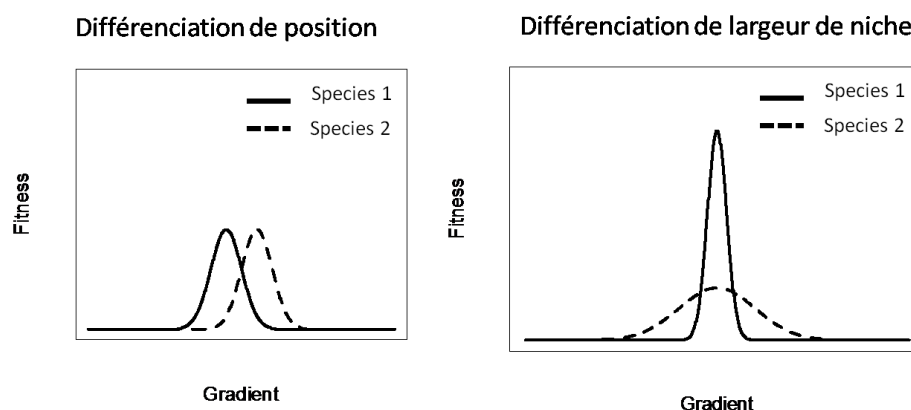 Différenciation de position
Species 1
Species 2
Fitness
Gradient
Différenciation de largeur de niche
Species 1
Species 2
Fitness
Gradient